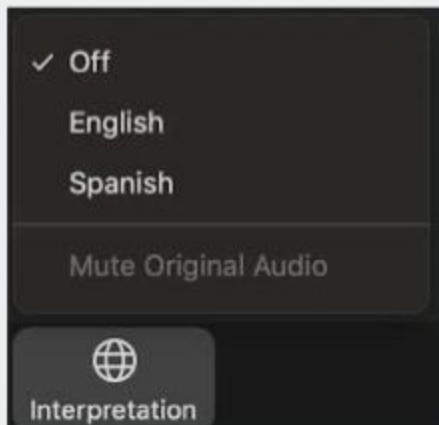 Off
English
Spanish
Mute Original Audio
Interpretation